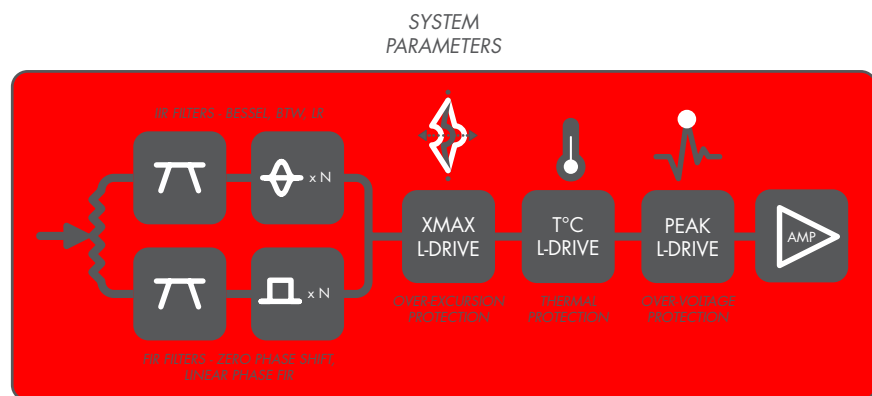 SYSTEM
PARAMETERS
IIR FILTERS - BESSEL, BTW, LR
x N
XMAX
L-DRIVE
T°C
L-DRIVE
PEAK
L-DRIVE
AMP
x N
OVER-EXCURSION
PROTECTION
THERMAL
PROTECTION
OVER-VOLTAGE
PROTECTION
FIR FILTERS - ZERO PHASE SHIFT,
LINEAR PHASE EIR